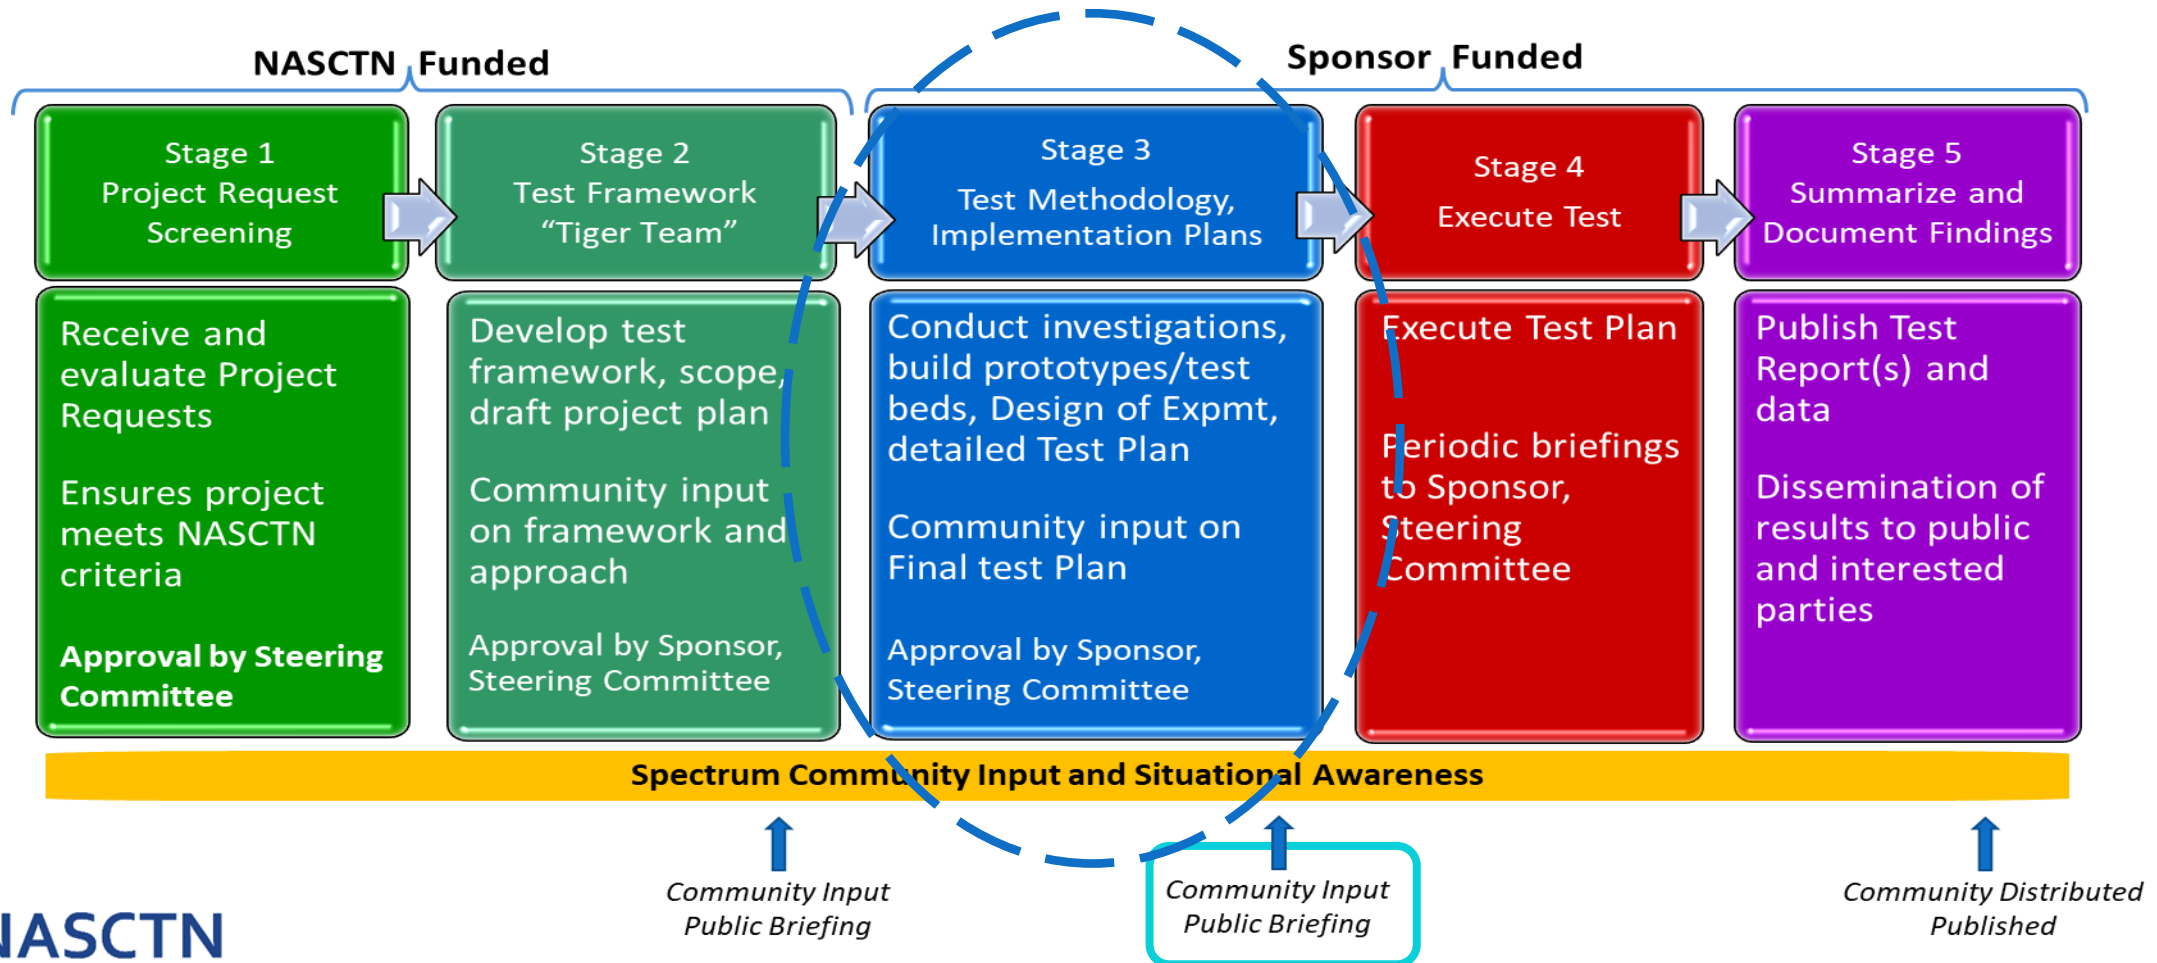 NASCTN Funded
Sponsor Funded
Stage 1
Project Request
Screening
Stage 2
Test Framework
“Tiger Team”
Stage 3
Test Methodology,
Implementation Plans
Stage 4
Execute Test
Stage 5
Summarize and
Document Findings
Receive and
evaluate Project
Requests
Ensures project
meets NASCTN
criteria
Approval by Steering
Committee
Develop test
framework, scope,
draft project plan
Community input
on framework and
approach
Approval by Sponsor,
Steering Committee
Conduct investigations,
build prototypes/test
beds, Design of Expmt,
detailed Test Plan
Community input on
Final test Plan
Approval by Sponsor,
Steering Committee
Execute Test Plan
Periodic briefings
to Sponsor,
Steering
Committee
Publish Test
Report(s) and
data
Dissemination of
results to public
and interested
parties
Spectrum Community Input and Situational Awareness
Community Input
Public Briefing
Community Input
Public Briefing
Community Distributed
Published
NASCTN